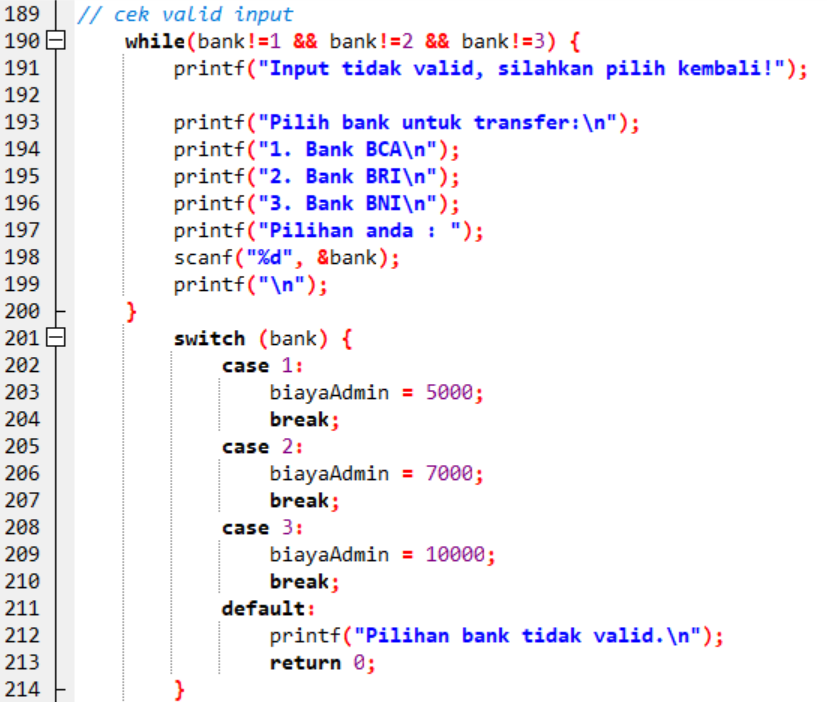 189 // cek valid input
190 while(bank!=1 && bank!=2 && bank!=3) {
191 printf("Input tidak valid, silahkan pilih kembali!");
192
193 printf("Pilih bank untuk transfer:\n");
194 printf("1. Bank BCA\n");
195 printf("2. Bank BRI\n");
196 printf("3. Bank BNI\n");
197 printf("Pilihan anda : ");
198 scanf("%d", &bank);
199 printf("\n");
200 }
201 switch (bank) {
202 case 1:
203 biayaAdmin = 5000;
204 break;
205 case 2:
206 biayaAdmin = 7000;
207 break;
208 case 3:
209 biayaAdmin = 10000;
210 break;
211 default:
212 printf("Pilihan bank tidak valid.\n");
213 return 0;
214 }